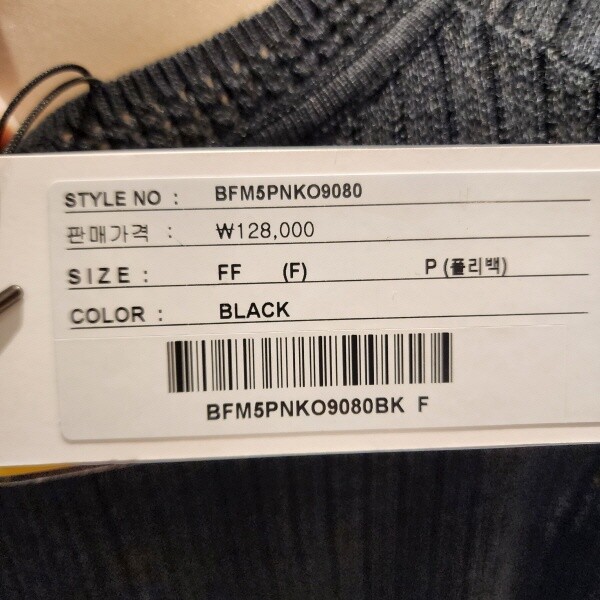 STYLE NO : BFM5PNKO9080
판매가격 : ₩128,000
SIZE : FF (F) P (폴리백)
COLOR : BLACK
BFM5PNKO9080BK F